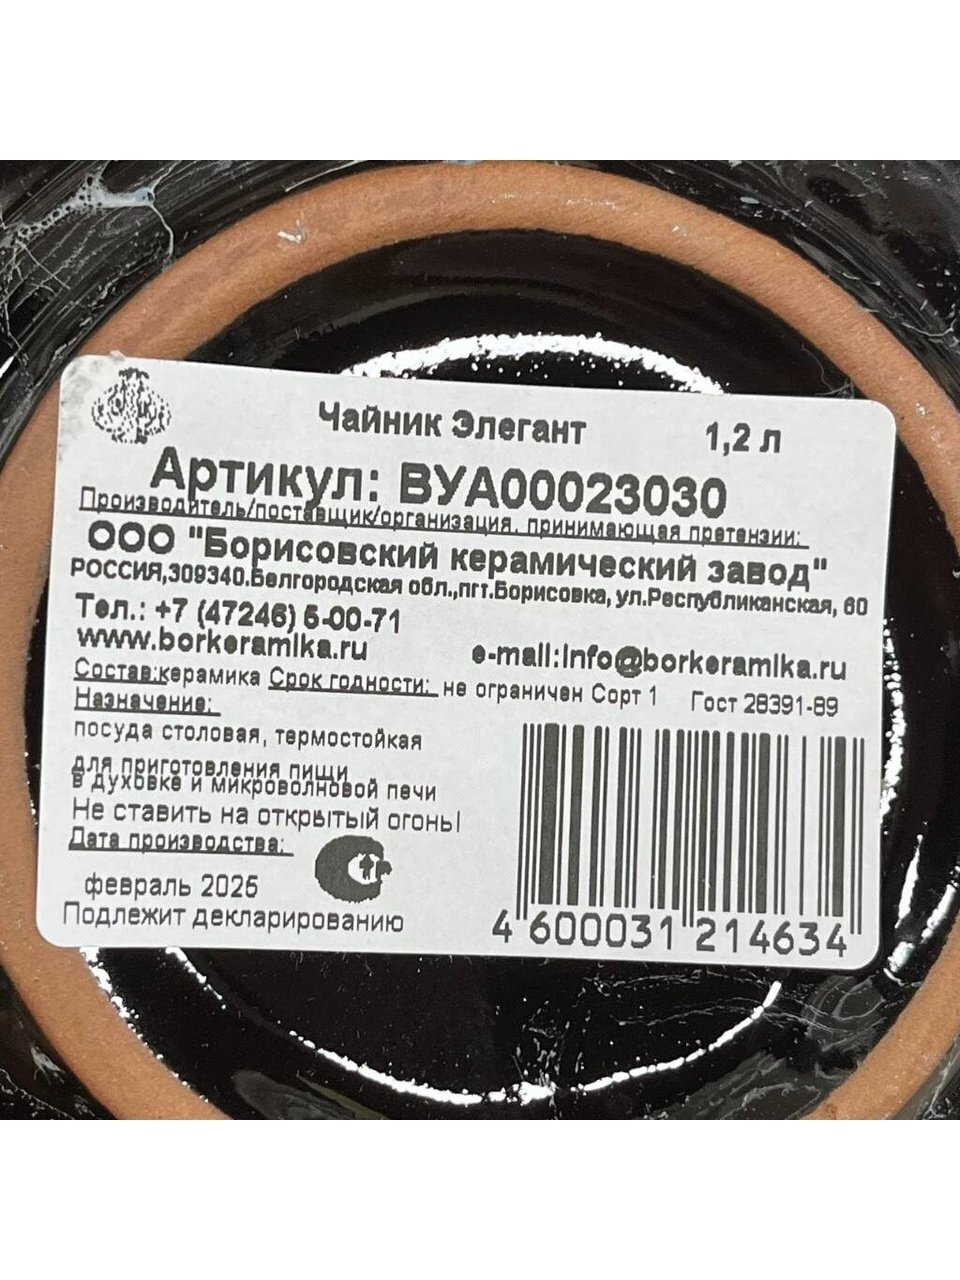 Чайник Элегант 1,2 л
Артикул: ВУА00023030
Производитель/поставщик/организация, принимающая претензии:
ООО "Борисовский керамический завод"
РОССИЯ,309340.Белгородская обл.,пгт.Борисовка, ул.Республиканская, 60
Тел.: +7 (47246) 5-00-71
www.borkeramika.ru e-mail:info@borkeramika.ru
Состав:керамика Срок годности: не ограничен Сорт 1 Гост 28391-89
Назначение:
посуда столовая, термостойкая
для приготовления пищи
в духовке и микроволновой печи
Не ставить на открытый огонь!
Дата производства:
февраль 2025
Подлежит декларированию
4 600031 214634